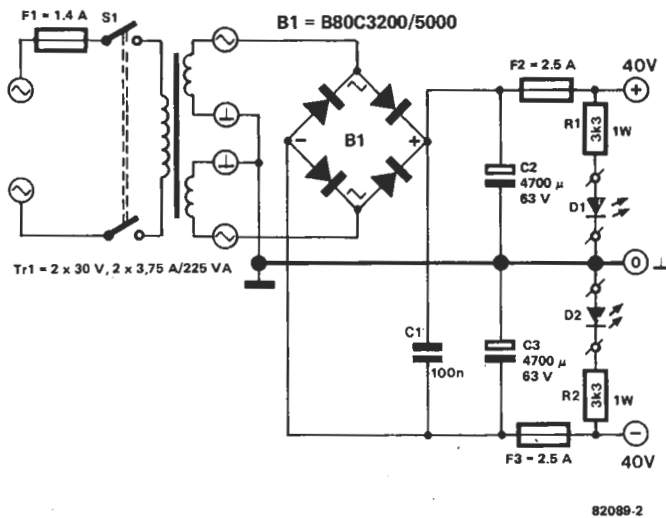 F1 = 1.4 A
S1
B1 = B80C3200/5000
F2 = 2.5 A
40V
+
R1
3k3
1W
B1
-
+
C2
4700 µ
63 V
D1
Tr1 = 2 x 30 V, 2 x 3,75 A/225 VA
0
D2
C1
100n
C3
4700 µ
63 V
R2
3k3
1W
-
F3 = 2.5 A
40V
82089-2